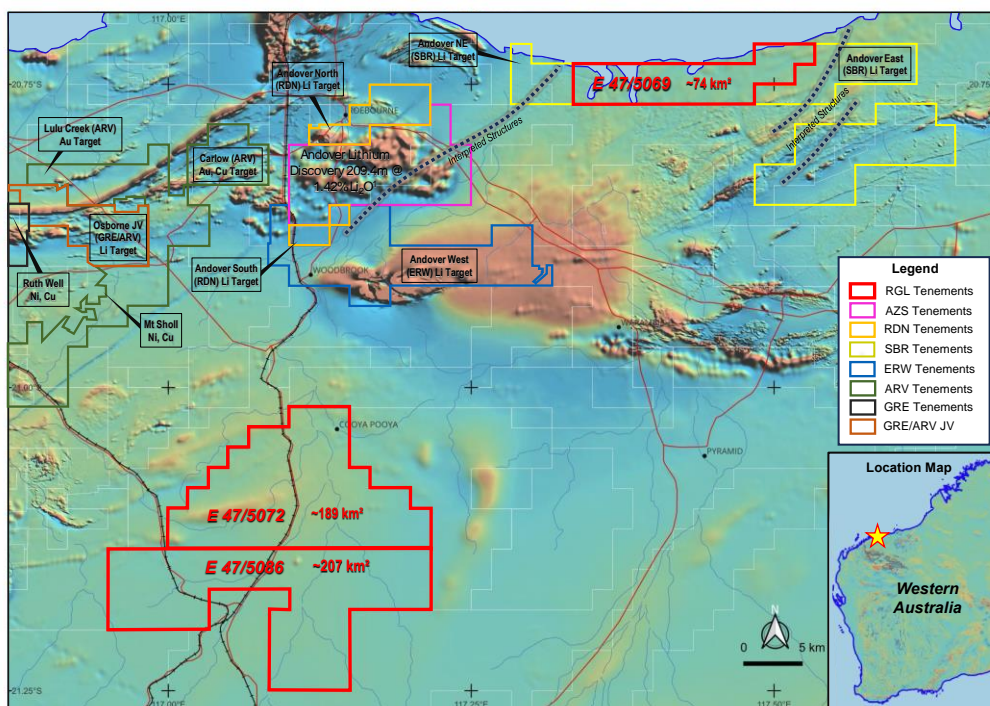 117.00°E
117.25°E
117.50°E
20.75°S
20.75°S
Andover NE
(SBR) Li Target
Andover East
(SBR) Li Target
E 47/5069 ~74 km²
Andover North
(RDN) Li Target
Interpreted Structures
Interpreted Structures
Lulu Creek (ARV)
Au Target
Carlow (ARV)
Au, Cu Target
Andover Lithium
Discovery 209.4m @
1.42% Li₂O
Osborne JV
(GRE/ARV)
Li Target
Andover South
(RDN) Li Target
WOODBROOK
Andover West
(ERW) Li Target
Ruth Well
Ni, Cu
Mt Sholl
Ni, Cu
21.00°S
COOYA POOYA
PYRAMID
E 47/5072 ~189 km²
E 47/5086 ~207 km²
21.25°S
117.00°E
117.25°E
117.50°E
N
0 5 km
Legend
RGL Tenements
AZS Tenements
RDN Tenements
SBR Tenements
ERW Tenements
ARV Tenements
GRE Tenements
GRE/ARV JV
Location Map
Western
Australia